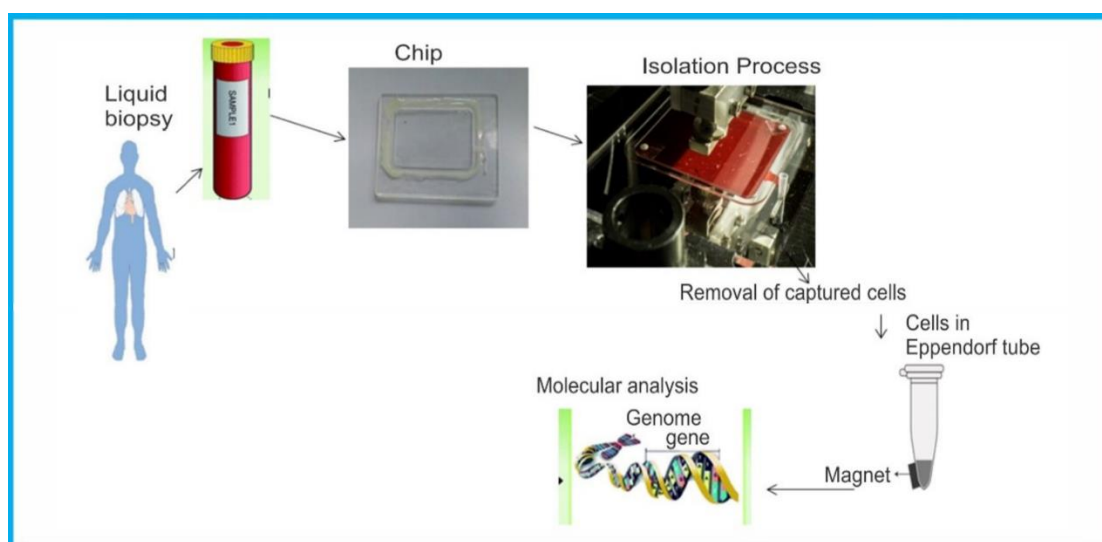 Liquid
biopsy
SAMPLE1
Chip
Isolation Process
Removal of captured cells
Cells in
Eppendorf tube
Magnet
Molecular analysis
Genome
gene